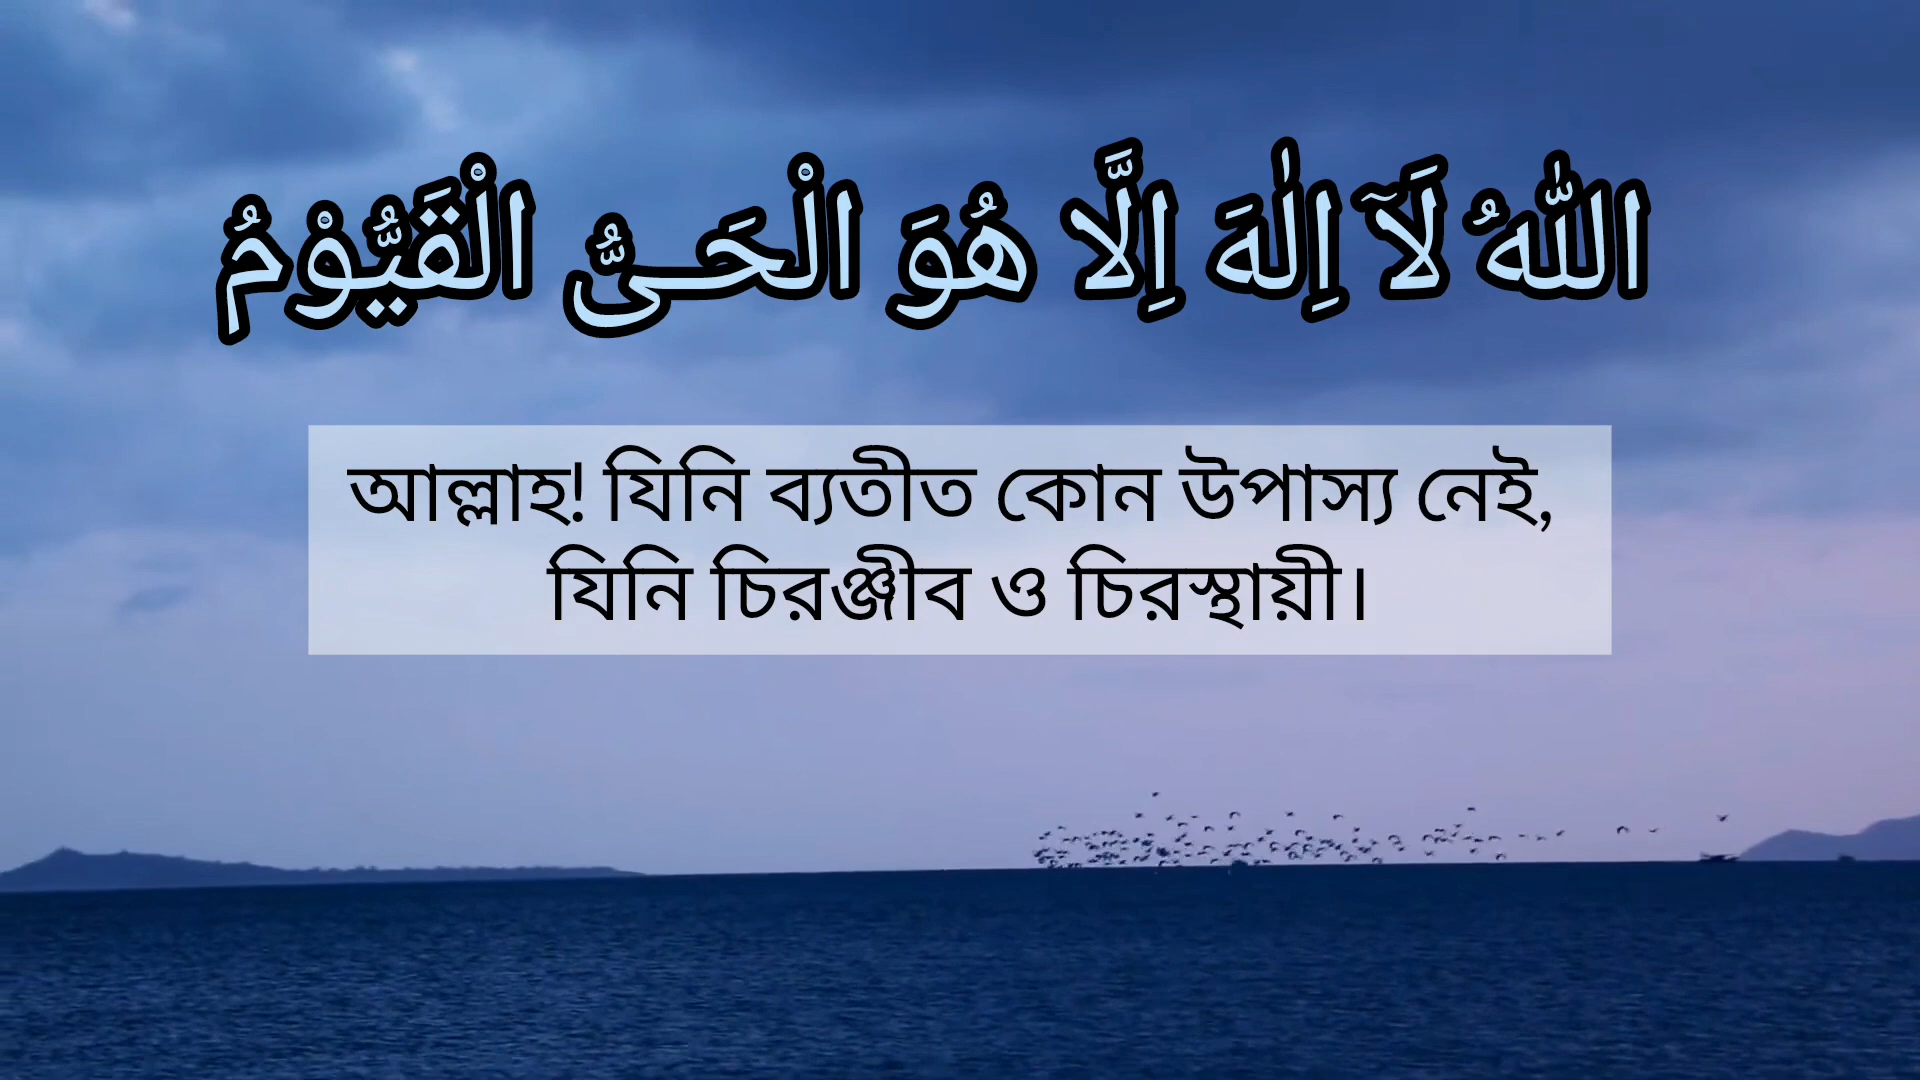 اللّٰهُ لَآ اِلٰهَ اِلَّا هُوَ الْحَـىُّ الْقَيُّوْمُ
আল্লাহ! যিনি ব্যতীত কোন উপাস্য নেই,
যিনি চিরঞ্জীব ও চিরস্থায়ী।